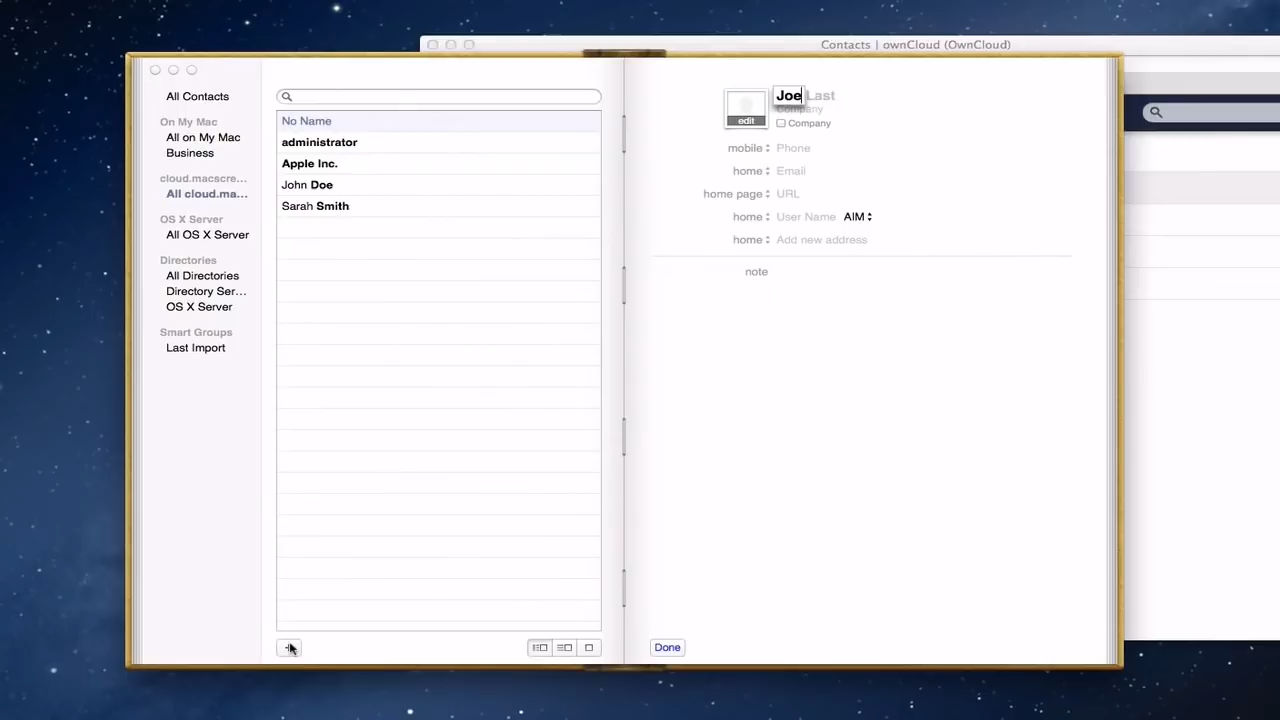 Contacts | ownCloud (OwnCloud)
All Contacts
On My Mac
All on My Mac
Business
cloud.macscre...
All cloud.ma...
OS X Server
All OS X Server
Directories
All Directories
Directory Ser...
OS X Server
Smart Groups
Last Import
No Name
administrator
Apple Inc.
John Doe
Sarah Smith
edit
Joe Last
Company
Company
mobile Phone
home Email
home page URL
home User Name AIM
home Add new address
note
Done